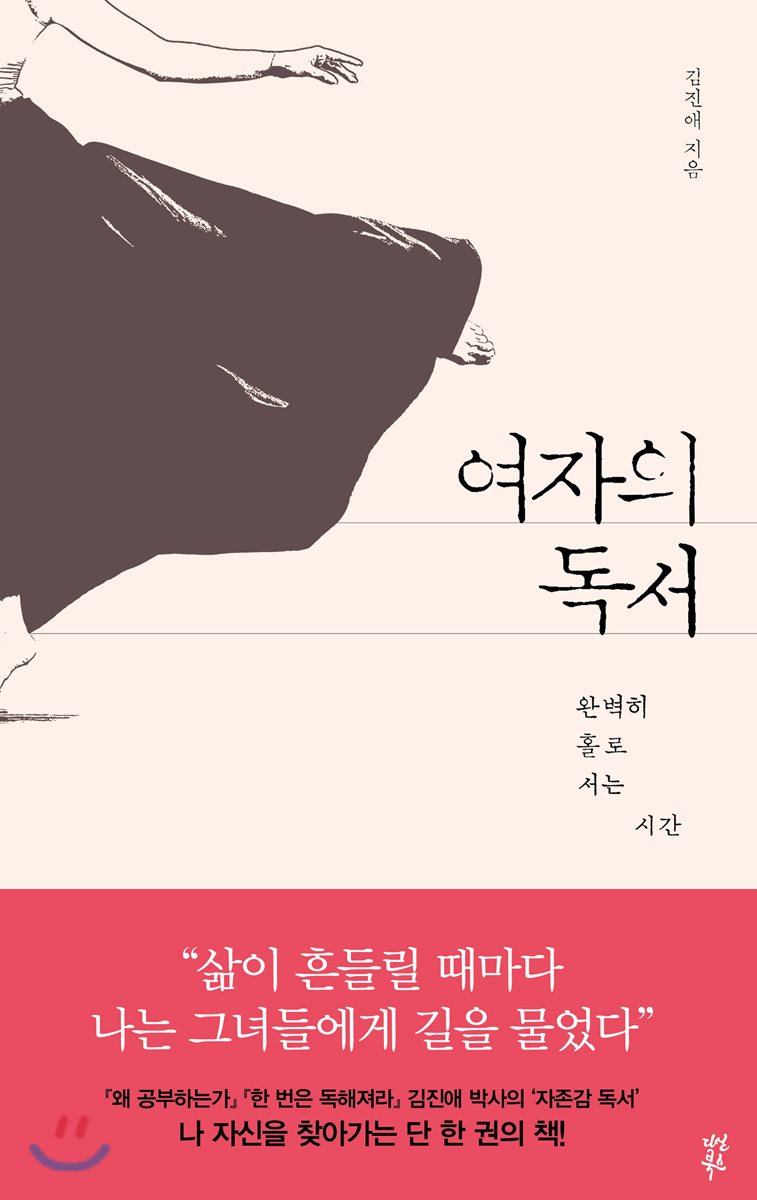 김진애 지음
여자의
독서
완벽히
홀로
서는
시간
“삶이 흔들릴 때마다
나는 그녀들에게 길을 물었다”
『왜 공부하는가』『한 번은 독해져라』 김진애 박사의 ‘자존감 독서’
나 자신을 찾아가는 단 한 권의 책!
다산
북스